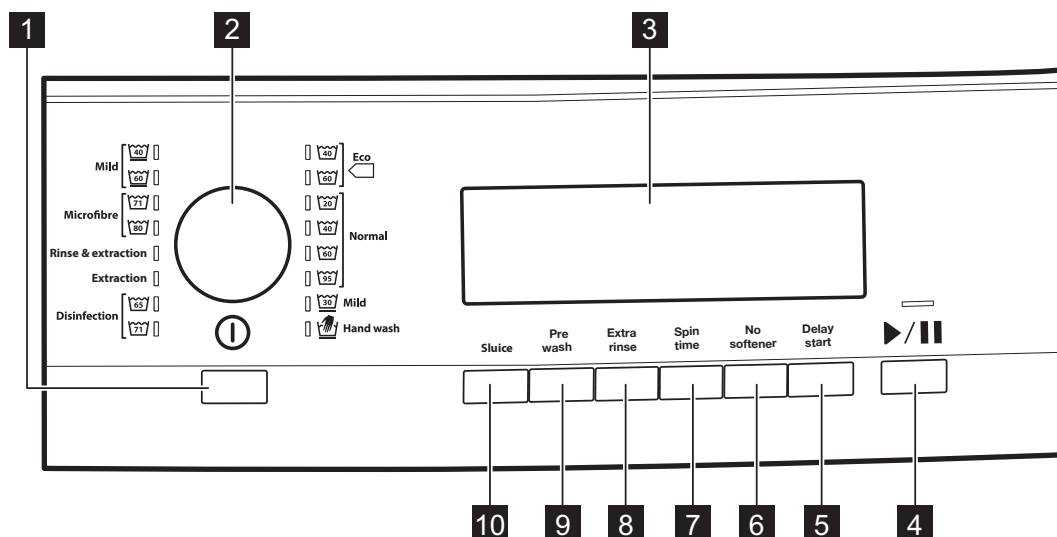 1
2
3
40
Mild
60
71
Microfibre
80
Rinse & extraction
Extraction
65
Disinfection
71
40
Eco
60
20
40
Normal
60
95
30 Mild
Hand wash
Sluice
Pre
wash
Extra
rinse
Spin
time
No
softener
Delay
start
10
9
8
7
6
5
4